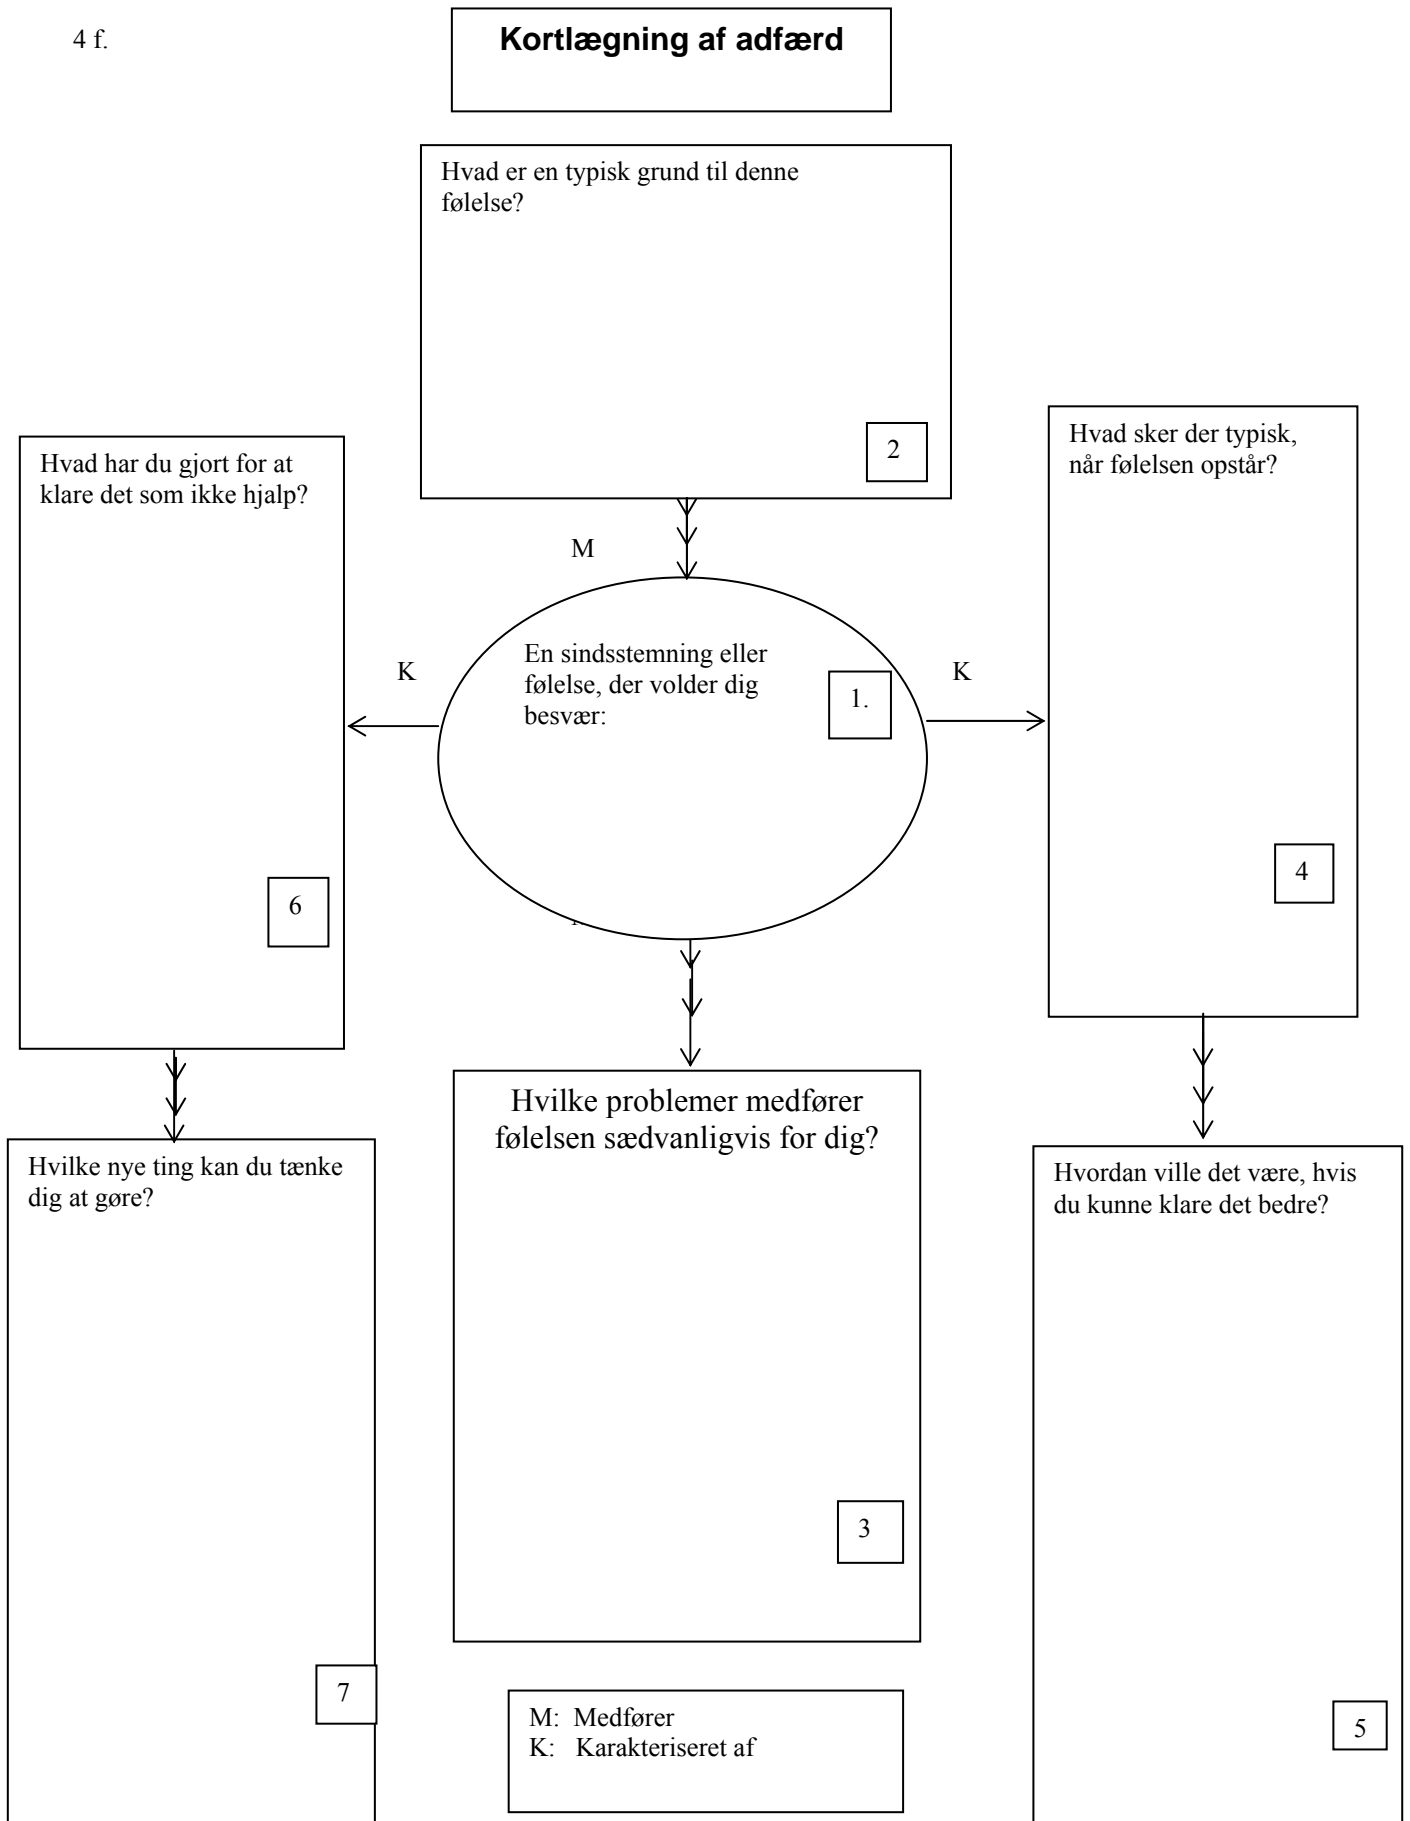 4 f.
Kortlægning af adfærd
Hvad er en typisk grund til denne
følelse?
2
Hvad har du gjort for at
klare det som ikke hjalp?
6
Hvad sker der typisk,
når følelsen opstår?
4
M
K
En sindsstemning eller
følelse, der volder dig
besvær:
1.
K
Hvilke problemer medfører
følelsen sædvanligvis for dig?
3
Hvilke nye ting kan du tænke
dig at gøre?
7
Hvordan ville det være, hvis
du kunne klare det bedre?
5
M: Medfører
K: Karakteriseret af